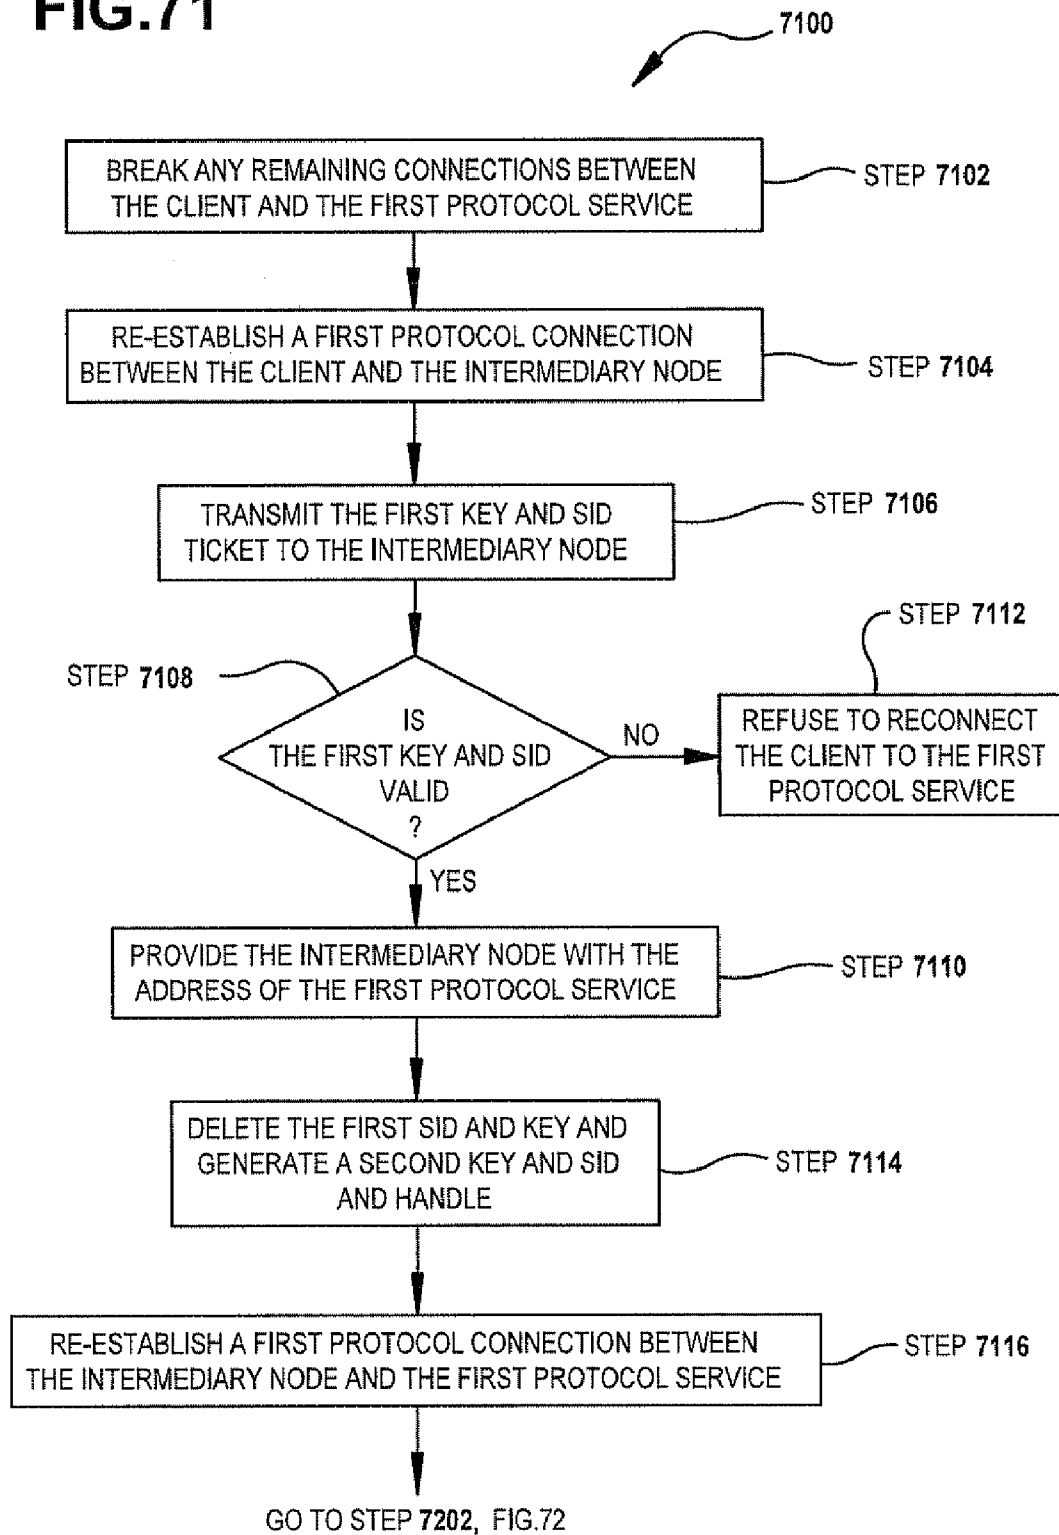 FIG.71
7100
BREAK ANY REMAINING CONNECTIONS BETWEEN
THE CLIENT AND THE FIRST PROTOCOL SERVICE
STEP 7102
RE-ESTABLISH A FIRST PROTOCOL CONNECTION
BETWEEN THE CLIENT AND THE INTERMEDIARY NODE
STEP 7104
TRANSMIT THE FIRST KEY AND SID
TICKET TO THE INTERMEDIARY NODE
STEP 7106
STEP 7108
IS
THE FIRST KEY AND SID
VALID
?
NO
STEP 7112
REFUSE TO RECONNECT
THE CLIENT TO THE FIRST
PROTOCOL SERVICE
YES
PROVIDE THE INTERMEDIARY NODE WITH THE
ADDRESS OF THE FIRST PROTOCOL SERVICE
STEP 7110
DELETE THE FIRST SID AND KEY AND
GENERATE A SECOND KEY AND SID
AND HANDLE
STEP 7114
RE-ESTABLISH A FIRST PROTOCOL CONNECTION BETWEEN
THE INTERMEDIARY NODE AND THE FIRST PROTOCOL SERVICE
STEP 7116
GO TO STEP 7202, FIG.72